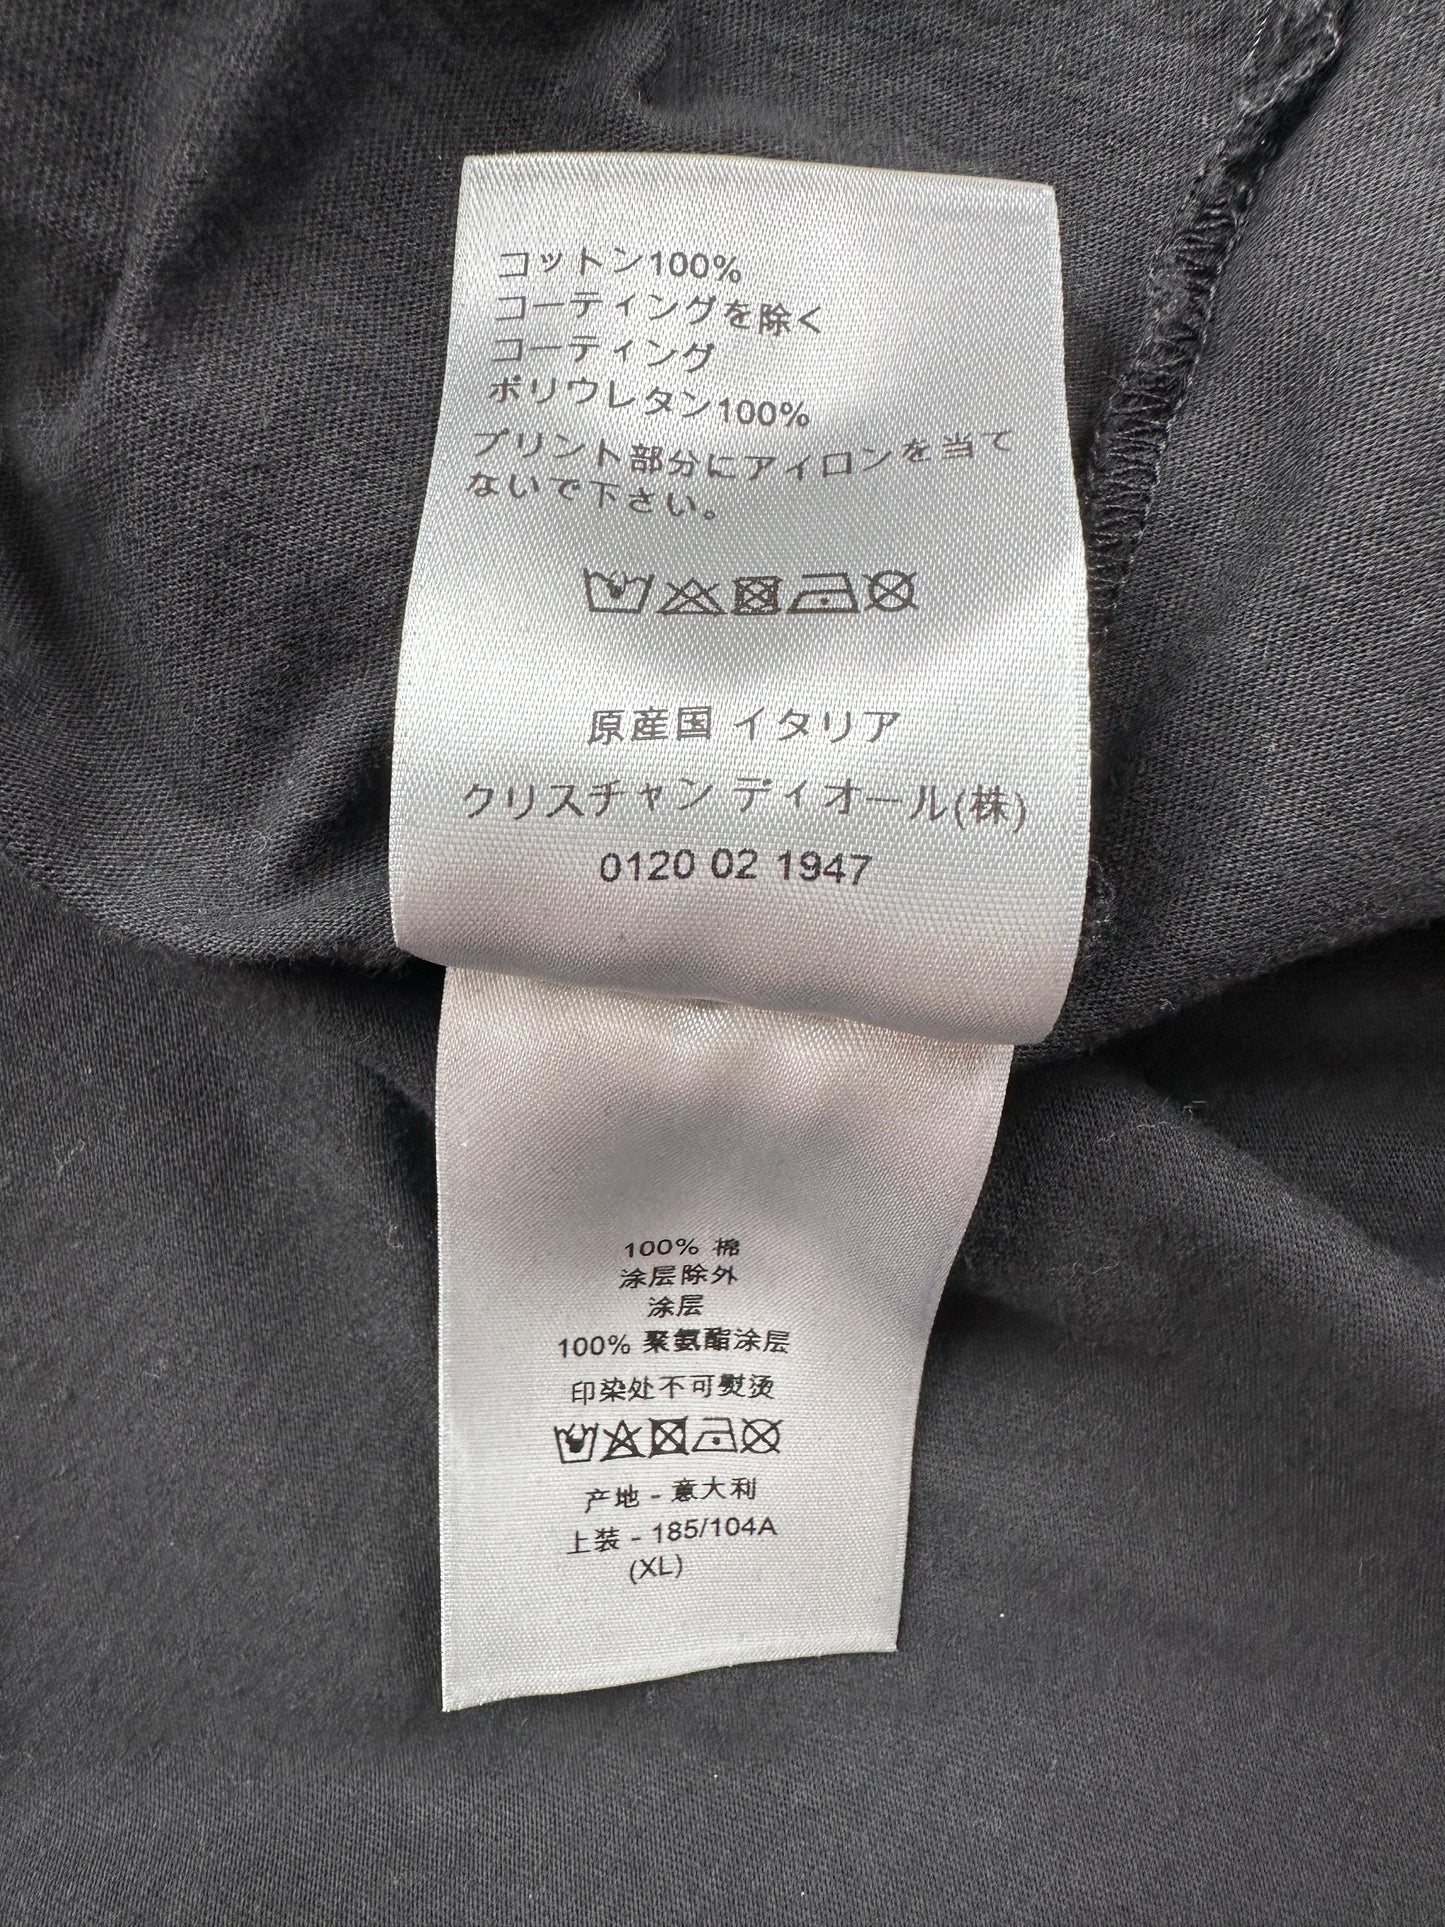 コットン100%
コーティングを除く
コーティング
ポリウレタン100%
プリント部分にアイロンを当て
ないで下さい。
原産国 イタリア
クリスチャン ディオール(株)
0120 02 1947
100% 棉
涂层除外
涂层
100% 聚氨酯涂层
印染处不可熨烫
产地 - 意大利
上装 - 185/104A
(XL)